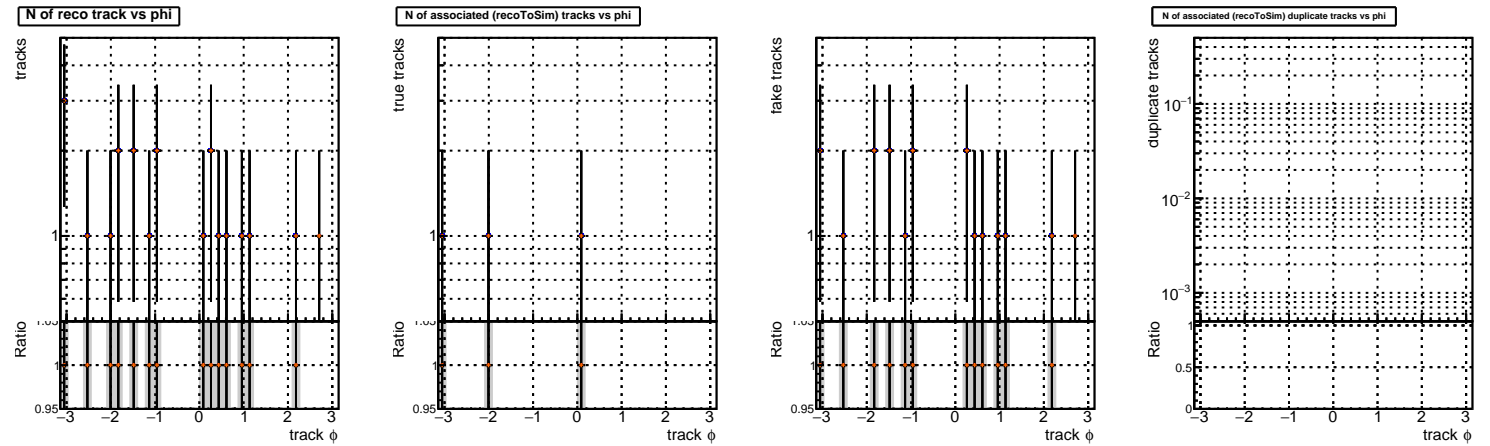 N of reco track vs phi
tracks
1
Ratio
1
0.95
−3 −2 −1 0 1 2 3
track ϕ
N of associated (recoToSim) tracks vs phi
true tracks
1
Ratio
1
0.95
−3 −2 −1 0 1 2 3
track ϕ
fake tracks
1
Ratio
1
0.95
−3 −2 −1 0 1 2 3
track ϕ
N of associated (recoToSim) duplicate tracks vs phi
duplicate tracks
10⁻¹
10⁻²
10⁻³
Ratio
1
0.5
0
−3 −2 −1 0 1 2 3
track ϕ